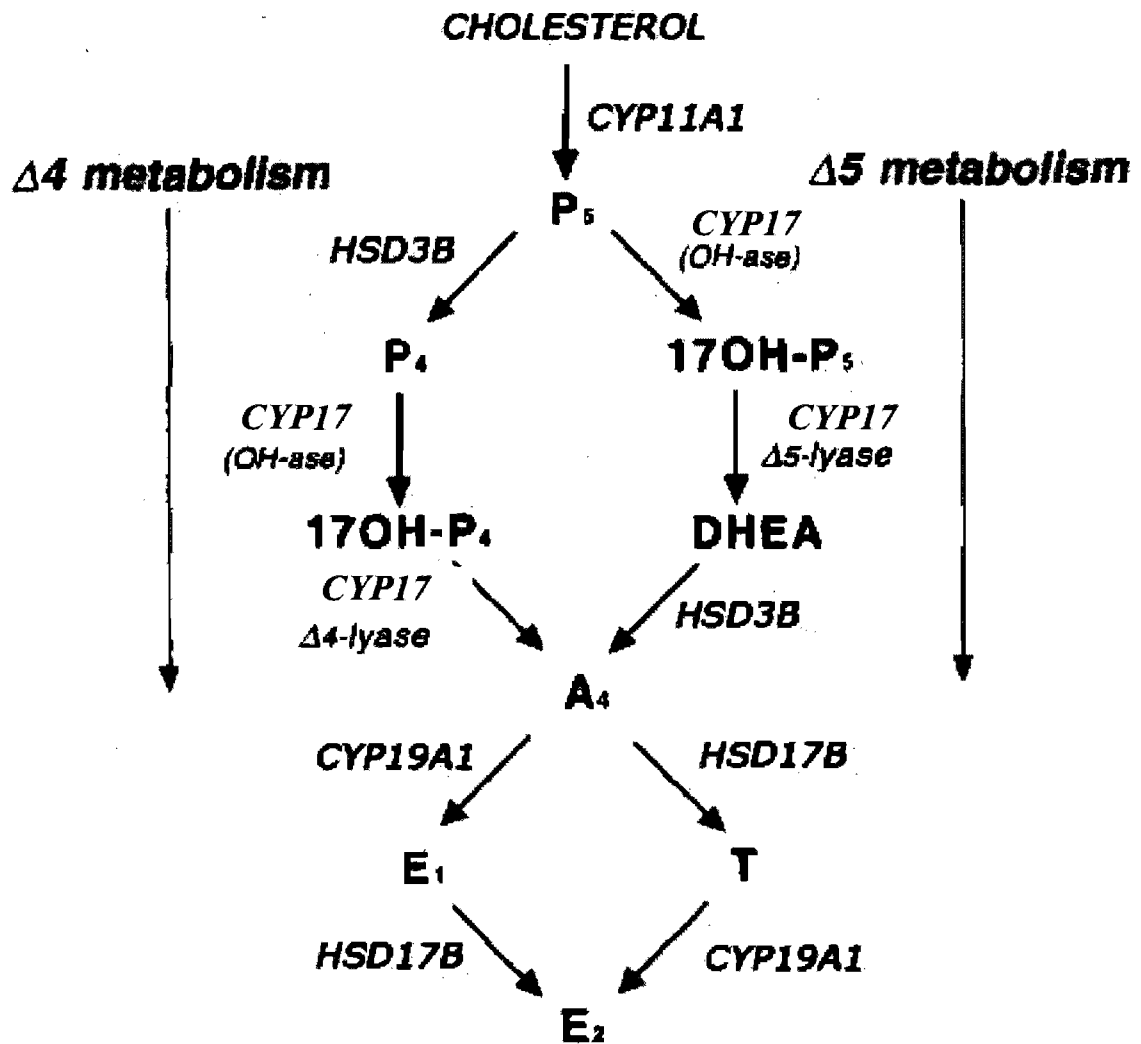 CHOLESTEROL
CYP11A1
Δ4 metabolism
Δ5 metabolism
P₅
HSD3B
CYP17
(OH-ase)
P₄
17OH-P₅
CYP17
(OH-ase)
CYP17
Δ5-lyase
17OH-P₄
DHEA
CYP17
Δ4-lyase
HSD3B
A₄
CYP19A1
HSD17B
E₁
T
HSD17B
CYP19A1
E₂